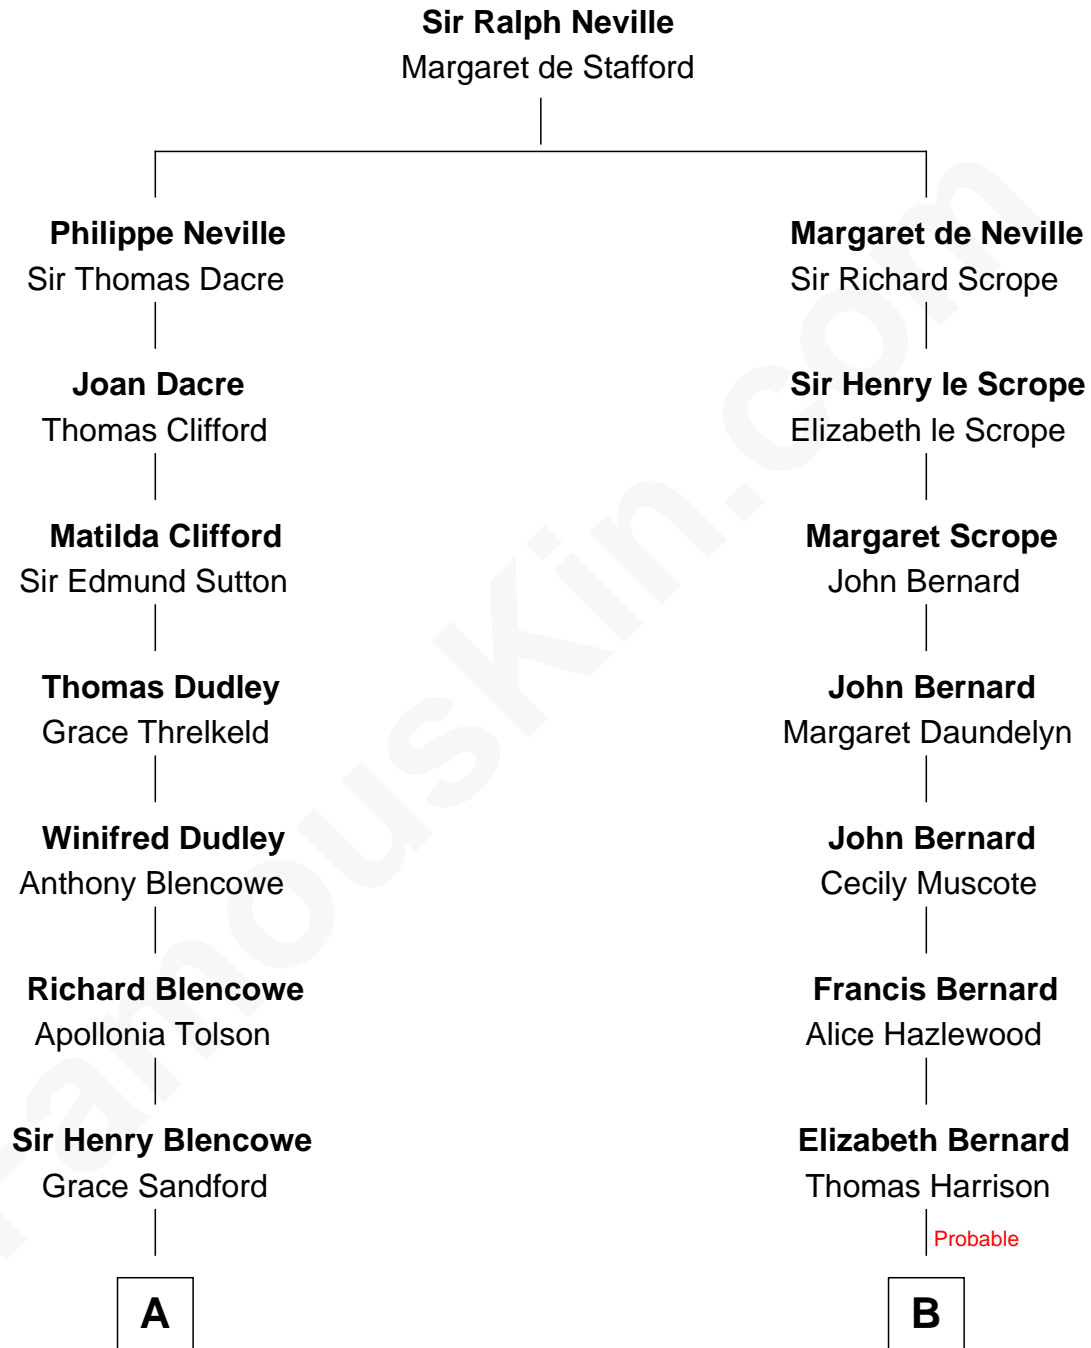 Sir Ralph Neville
Margaret de Stafford
Philippe Neville
Sir Thomas Dacre
Margaret de Neville
Sir Richard Scrope
Joan Dacre
Thomas Clifford
Sir Henry le Scrope
Elizabeth le Scrope
Matilda Clifford
Sir Edmund Sutton
Margaret Scrope
John Bernard
Thomas Dudley
Grace Threlkeld
John Bernard
Margaret Daundelyn
Winifred Dudley
Anthony Blencowe
John Bernard
Cecily Muscote
Richard Blencowe
Apollonia Tolson
Francis Bernard
Alice Hazlewood
Sir Henry Blencowe
Grace Sandford
Elizabeth Bernard
Thomas Harrison
Probable
A
B
FamousKin.com